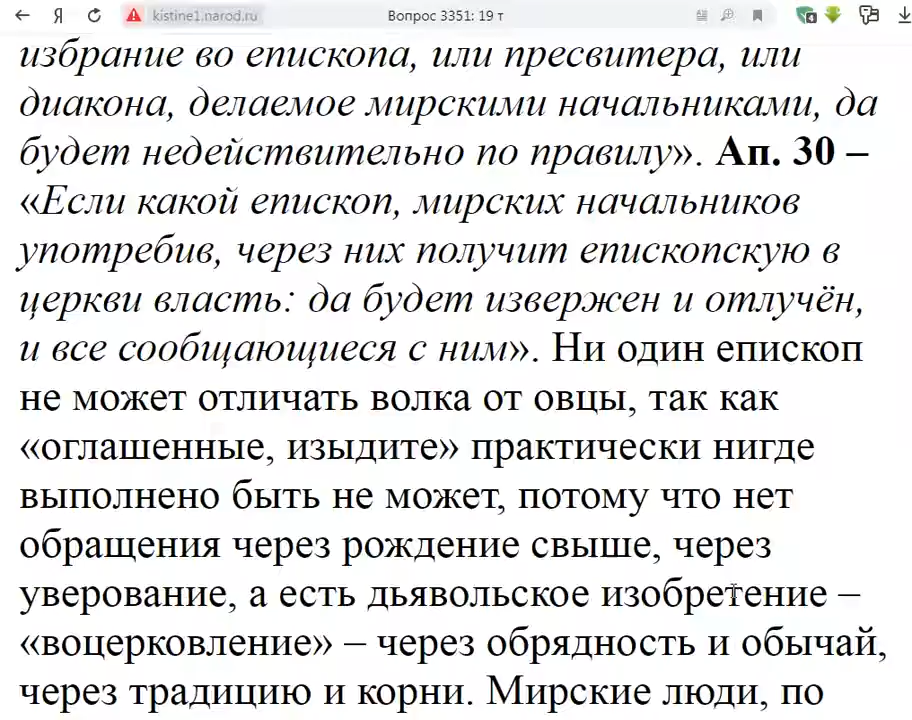 kistine1.narod.ru
Вопрос 3351: 19 т
избрание во епископа, или пресвитера, или
диакона, делаемое мирскими начальниками, да
будет недействительно по правилу». Ап. 30 –
«Если какой епископ, мирских начальников
употребив, через них получит епископскую в
церкви власть: да будет извержен и отлучён,
и все сообщающиеся с ним». Ни один епископ
не может отличать волка от овцы, так как
«оглашенные, изыдите» практически нигде
выполнено быть не может, потому что нет
обращения через рождение свыше, через
уверование, а есть дьявольское изобретение –
«воцерковление» – через обрядность и обычай,
через традицию и корни. Мирские люди, по